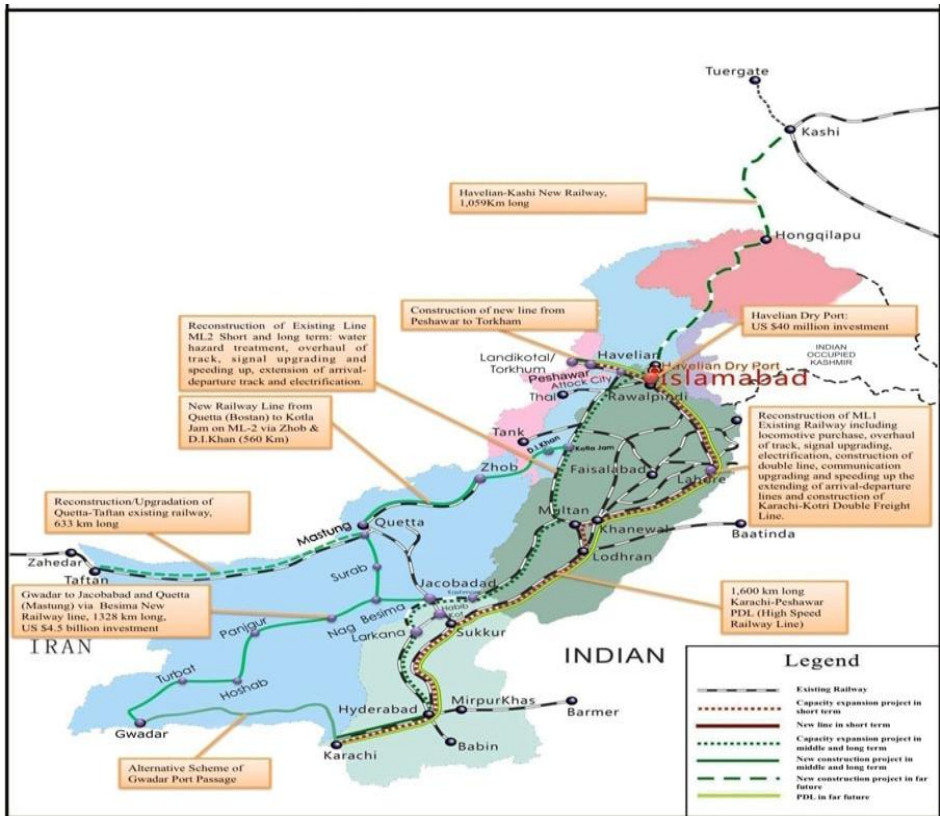 Tuergate
Kashi
Havelian-Kashi New Railway,
1,059Km long
Hongqilapu
Construction of new line from
Peshawar to Torkham
Havelian Dry Port:
US $40 million investment
Reconstruction of Existing Line
ML2 Short and long term: water
hazard treatment, overhaul of
track, signal upgrading and
speeding up, extension of arrival-
departure track and electrification.
INDIAN
OCCUPIED
KASHMIR
Landikotal/
Torkhum
Havelian
Havelian Dry Port
Peshawar
islamabad
Attock City
Thal
Rawalpindi
New Railway Line from
Quetta (Bostan) to Kotla
Jam on ML-2 via Zhob &
D.I.Khan (560 Km)
Reconstruction of ML1
Existing Railway including
locomotive purchase, overhaul
of track, signal upgrading,
electrification, construction of
double line, communication
upgrading and speeding up the
extending of arrival-departure
lines and construction of
Karachi-Kotri Double Freight
Line.
Tank
D.I.Khan
Kotla Jam
Zhob
Faisalabad
Lahore
Reconstruction/Upgradation of
Quetta-Taftan existing railway,
633 km long
Multan
Mastung
Quetta
Khanewal
Baatinda
Lodhran
Zahedar
Taftan
Surab
Jacobadad
Kashmore
Gwadar to Jacobabad and Quetta
(Mastung) via Besima New
Railway line, 1328 km long,
US $4.5 billion investment
1,600 km long
Karachi-Peshawar
PDL (High Speed
Railway Line)
Nag Besima
Habib
Kot
Panjgur
Larkana
Sukkur
IRAN
INDIAN
Turbat
Hoshab
Gwadar
Hyderabad
MirpurKhas
Barmer
Babin
Karachi
Alternative Scheme of
Gwadar Port Passage
Legend
Existing Railway
Capacity expansion project in
short term
New line in short term
Capacity expansion project in
middle and long term
New construction project in
middle and long term
New construction project in far
future
PDL in far future